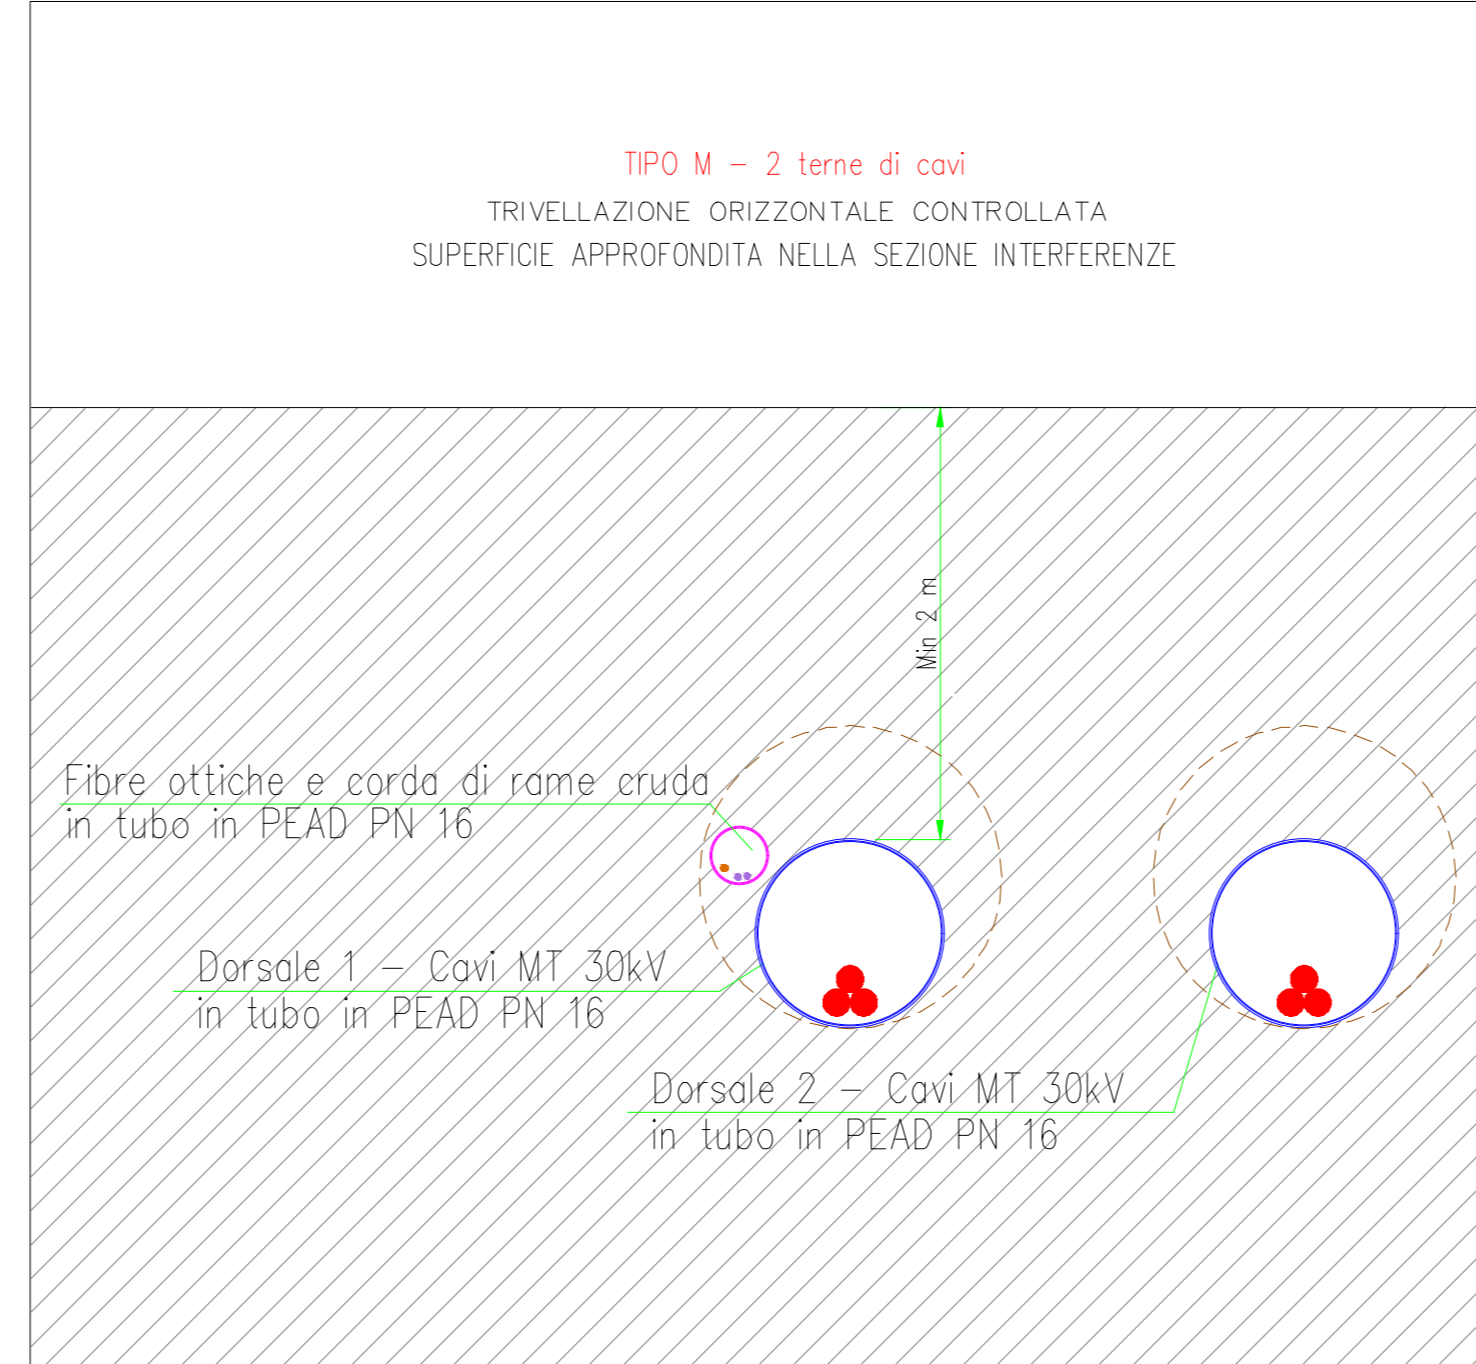 TIPO M - 2 terne di cavi
TRIVELLAZIONE ORIZZONTALE CONTROLLATA
SUPERFICIE APPROFONDITA NELLA SEZIONE INTERFERENZE
Min 2 m
Fibre ottiche e corda di rame cruda
in tubo in PEAD PN 16
Dorsale 1 - Cavi MT 30kV
in tubo in PEAD PN 16
Dorsale 2 - Cavi MT 30kV
in tubo in PEAD PN 16